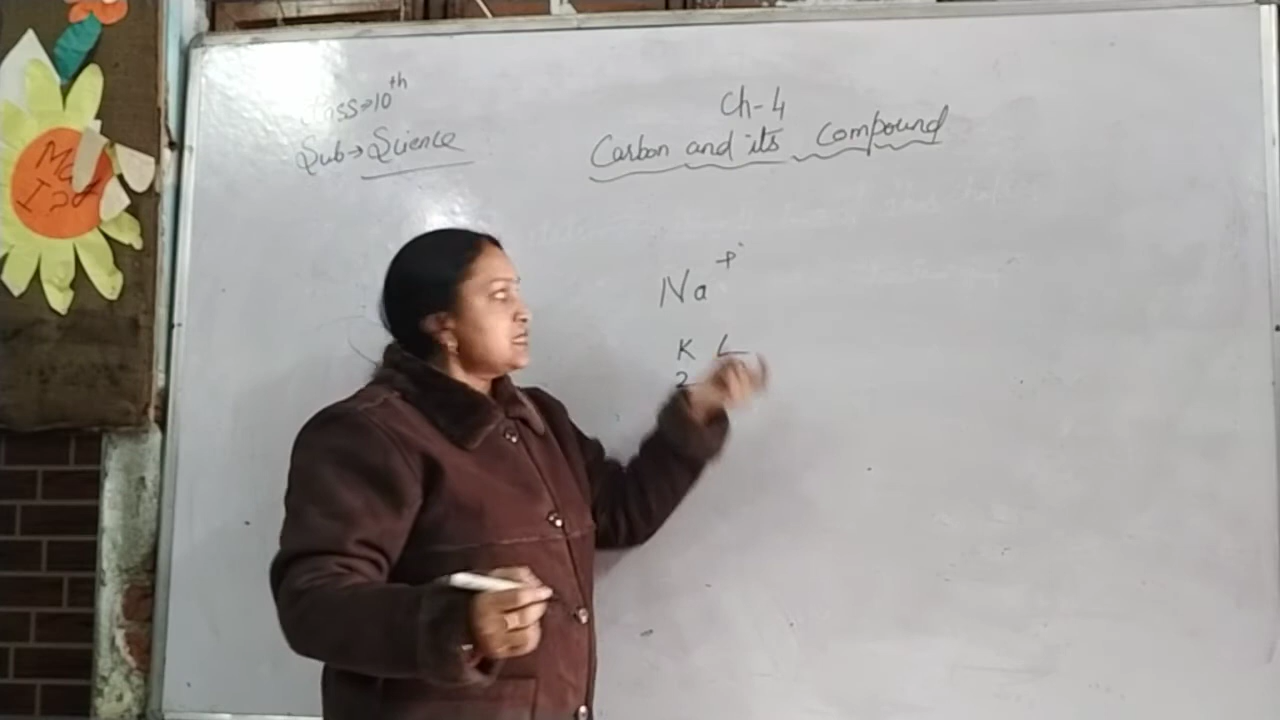 Class→10th
Sub→Science
Ch-4
Carbon and its Compound
Na+
K L
2